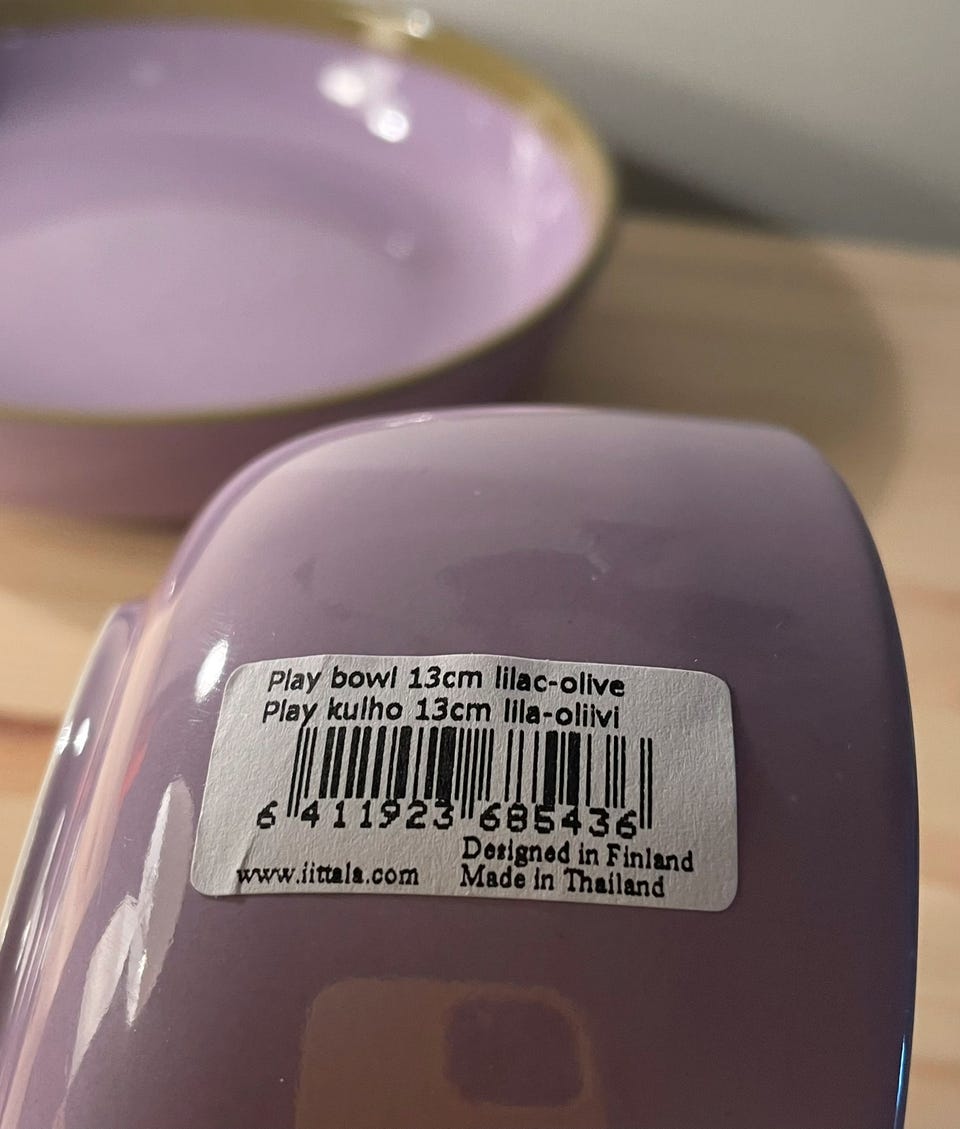 Play bowl 13cm lilac-olive
Play kulho 13cm lila-oliivi
6 411923 685436
Designed in Finland
www.iittala.com Made in Thailand